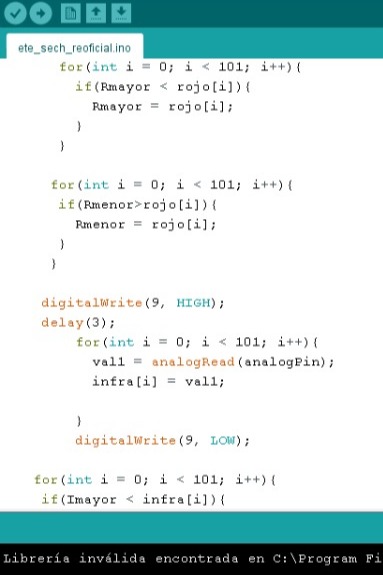 ete_sech_reoficial.ino
for(int i = 0; i < 101; i++){
if(Rmayor < rojo[i]){
Rmayor = rojo[i];
}
}
for(int i = 0; i < 101; i++){
if(Rmenor>rojo[i]){
Rmenor = rojo[i];
}
}
digitalWrite(9, HIGH);
delay(3);
for(int i = 0; i < 101; i++){
val1 = analogRead(analogPin);
infra[i] = val1;
}
digitalWrite(9, LOW);
for(int i = 0; i < 101; i++){
if(Imayor < infra[i]){
Librería inválida encontrada en C:\Program Fi